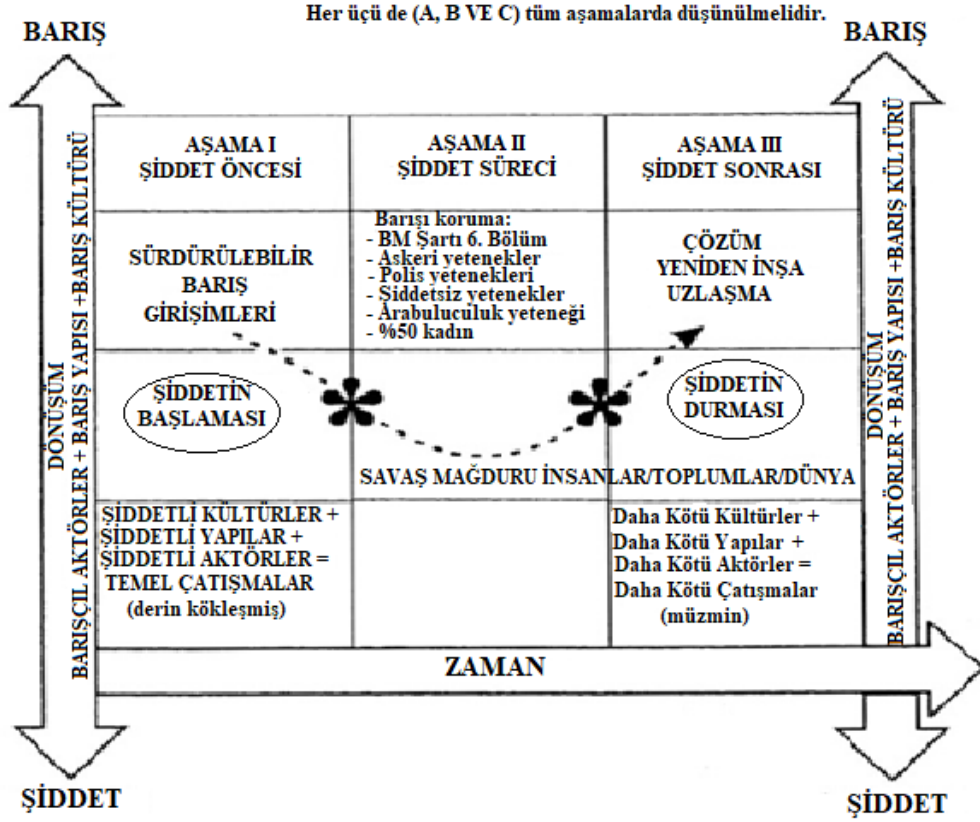 Her üçü de (A, B VE C) tüm aşamalarda düşünülmelidir.
BARIŞ
BARIŞ
DÖNÜŞÜM
BARIŞÇIL AKTÖRLER + BARIŞ YAPISI +BARIŞ KÜLTÜRÜ
AŞAMA I
ŞİDDET ÖNCESİ
AŞAMA II
ŞİDDET SÜRECİ
AŞAMA III
ŞİDDET SONRASI
SÜRDÜRÜLEBİLİR
BARIŞ
GİRİŞİMLERİ
Barışı koruma:
- BM Şartı 6. Bölüm
- Askeri yetenekler
- Polis yetenekleri
- Şiddetsiz yetenekler
- Arabuluculuk yeteneği
- %50 kadın
ÇÖZÜM
YENİDEN İNŞA
UZLAŞMA
ŞİDDETİN
BAŞLAMASI
ŞİDDETİN
DURMASI
SAVAŞ MAĞDURU İNSANLAR/TOPLUMLAR/DÜNYA
ŞİDDETLİ KÜLTÜRLER +
ŞİDDETLİ YAPILAR +
ŞİDDETLİ AKTÖRLER =
TEMEL ÇATIŞMALAR
(derin kökleşmiş)
Daha Kötü Kültürler +
Daha Kötü Yapılar +
Daha Kötü Aktörler =
Daha Kötü Çatışmalar
(müzmin)
DÖNÜŞÜM
BARIŞÇIL AKTÖRLER + BARIŞ YAPISI +BARIŞ KÜLTÜRÜ
ZAMAN
ŞİDDET
ŞİDDET